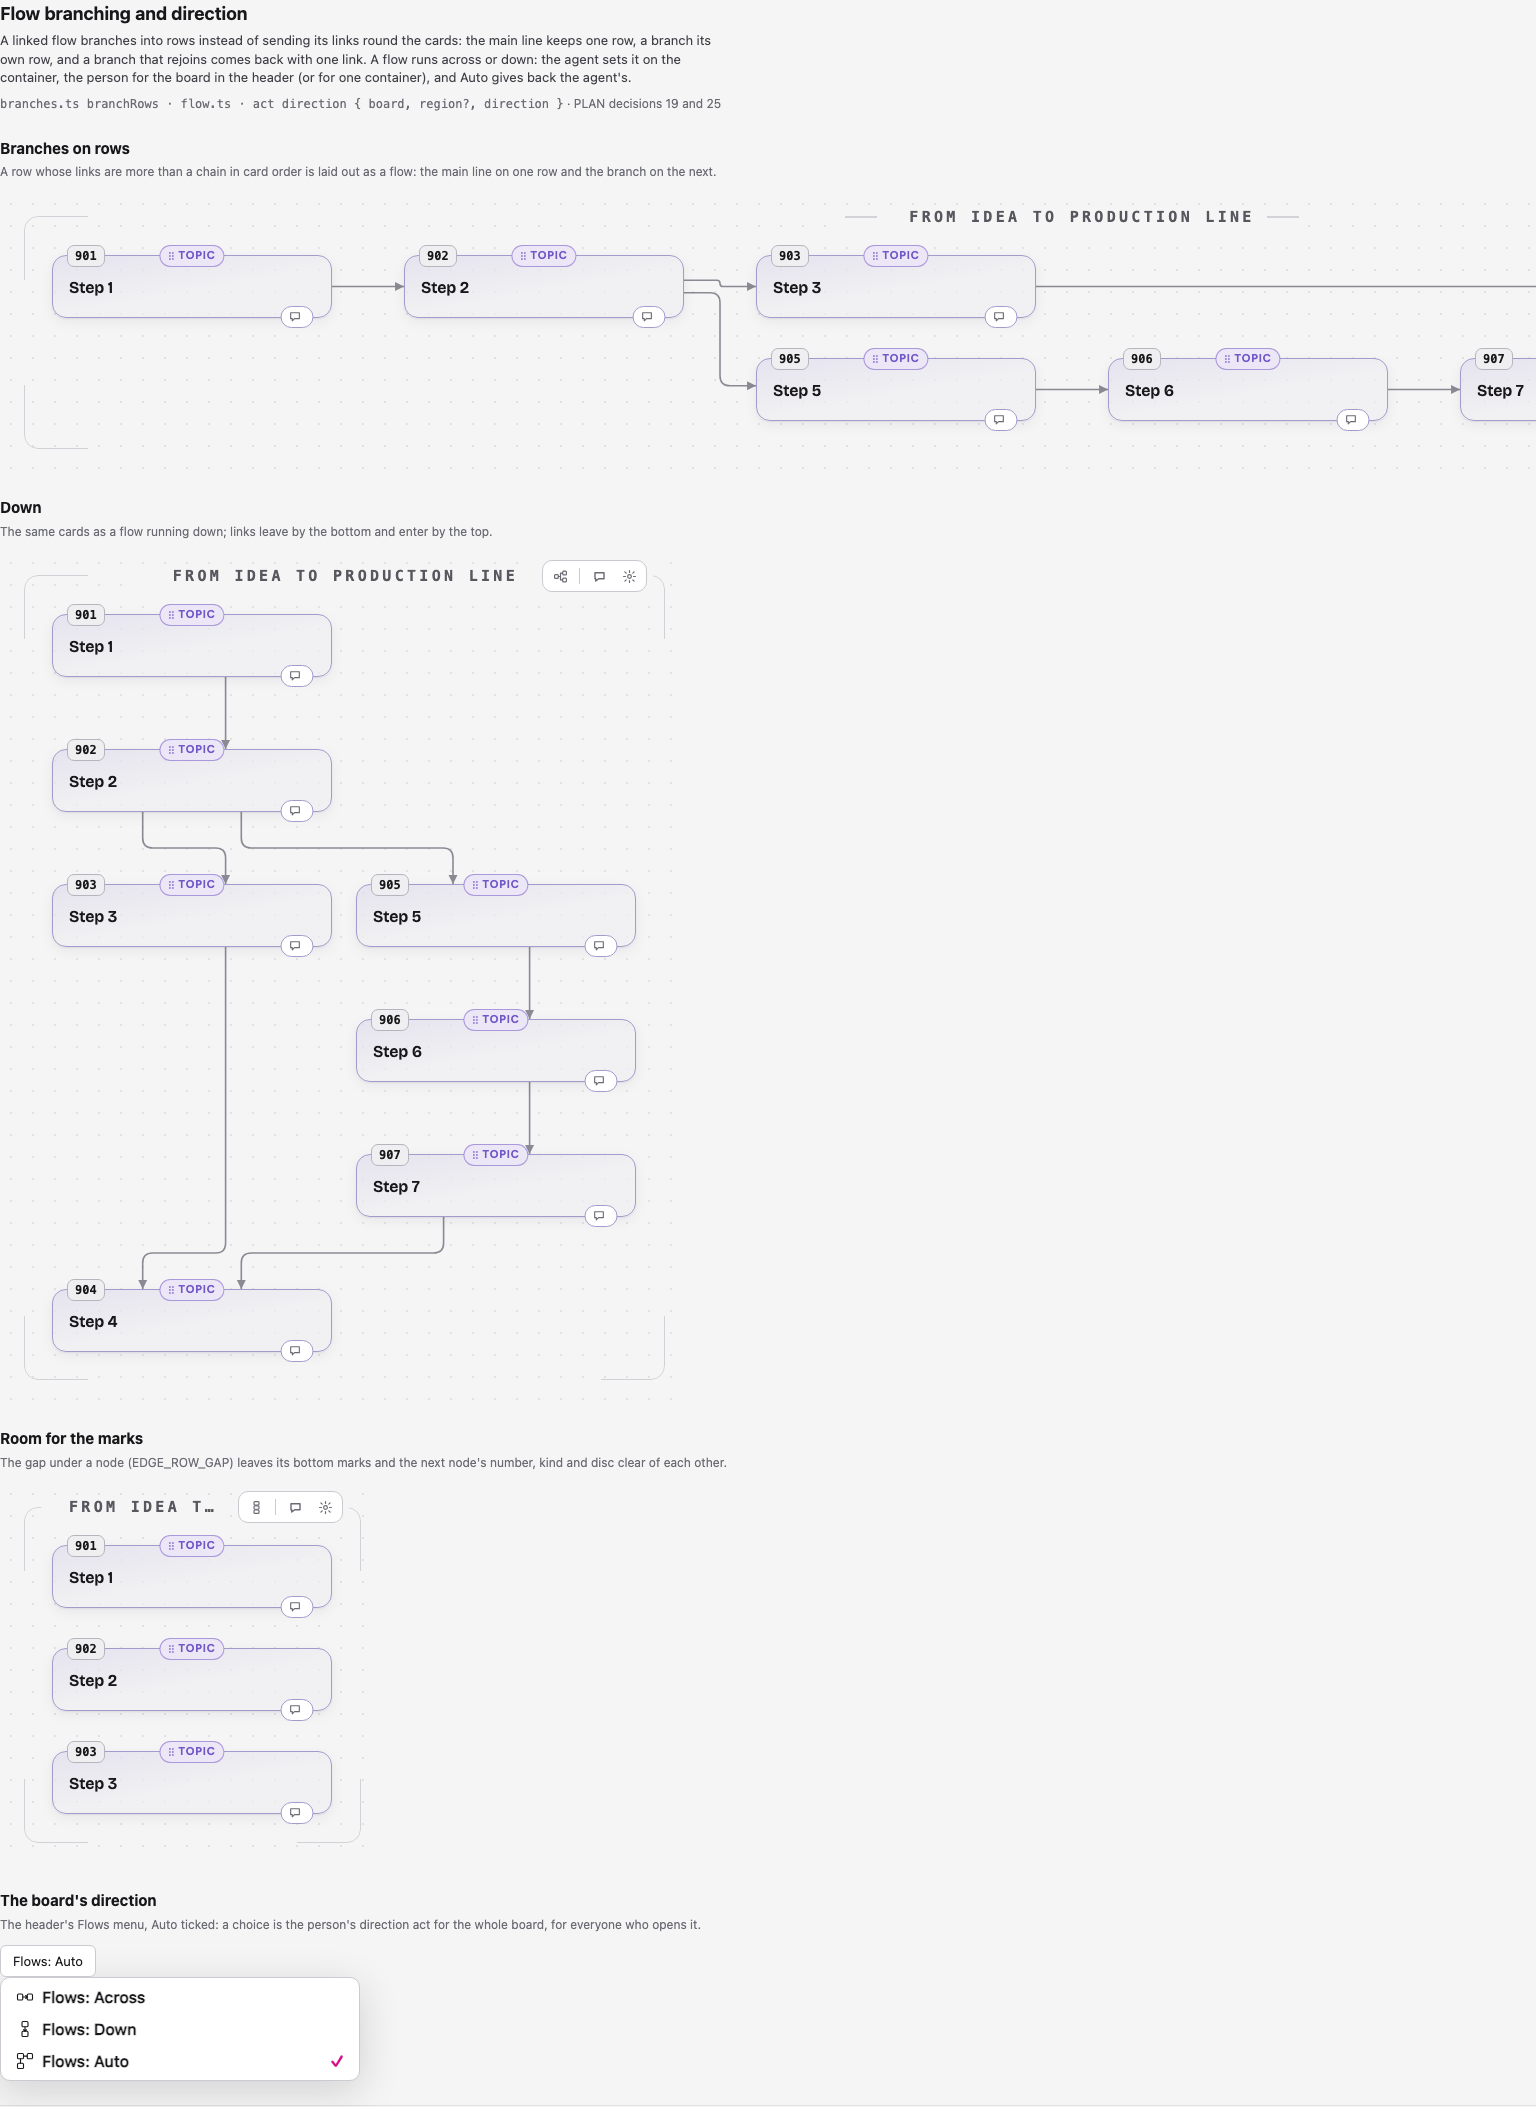 Flow branching and direction
A linked flow branches into rows instead of sending its links round the cards: the main line keeps one row, a branch its
own row, and a branch that rejoins comes back with one link. A flow runs across or down: the agent sets it on the
container, the person for the board in the header (or for one container), and Auto gives back the agent's.
branches.ts branchRows · flow.ts · act direction { board, region?, direction } · PLAN decisions 19 and 25
Branches on rows
A row whose links are more than a chain in card order is laid out as a flow: the main line on one row and the branch on the next.
FROM IDEA TO PRODUCTION LINE
901 TOPIC
Step 1
902 TOPIC
Step 2
903 TOPIC
Step 3
905 TOPIC
Step 5
906 TOPIC
Step 6
907
Step 7
Down
The same cards as a flow running down; links leave by the bottom and enter by the top.
FROM IDEA TO PRODUCTION LINE
901 TOPIC
Step 1
902 TOPIC
Step 2
903 TOPIC
Step 3
905 TOPIC
Step 5
906 TOPIC
Step 6
907 TOPIC
Step 7
904 TOPIC
Step 4
Room for the marks
The gap under a node (EDGE_ROW_GAP) leaves its bottom marks and the next node's number, kind and disc clear of each other.
FROM IDEA T…
901 TOPIC
Step 1
902 TOPIC
Step 2
903 TOPIC
Step 3
The board's direction
The header's Flows menu, Auto ticked: a choice is the person's direction act for the whole board, for everyone who opens it.
Flows: Auto
Flows: Across
Flows: Down
Flows: Auto